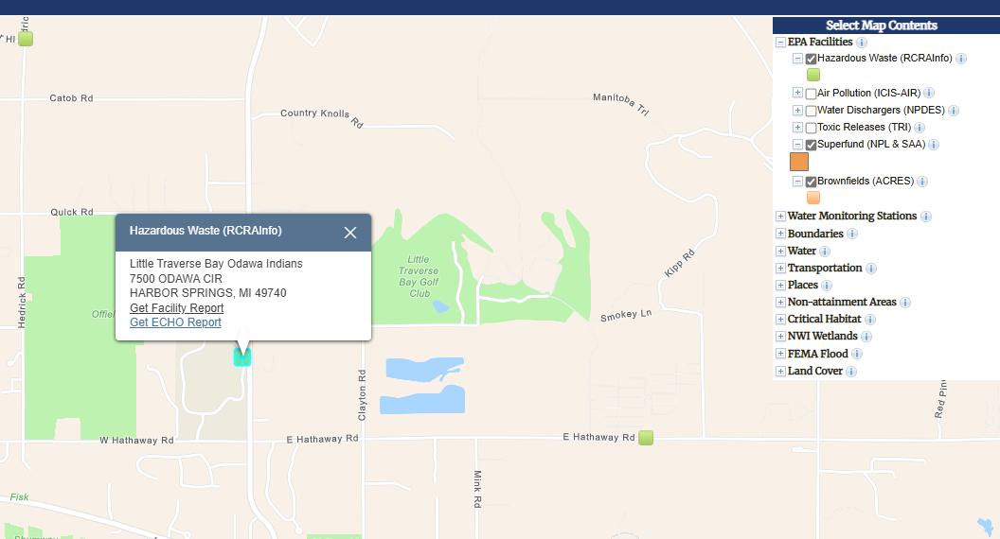 Select Map Contents
EPA Facilities
Hazardous Waste (RCRAInfo)
Air Pollution (ICIS-AIR)
Water Dischargers (NPDES)
Toxic Releases (TRI)
Superfund (NPL & SAA)
Brownfields (ACRES)
Water Monitoring Stations
Boundaries
Water
Transportation
Places
Non-attainment Areas
Critical Habitat
NWI Wetlands
FEMA Flood
Land Cover
Catob Rd
Country Knolls Rd
Manitoba Trl
Quick Rd
Hazardous Waste (RCRAInfo)
Little Traverse Bay Odawa Indians
7500 ODAWA CIR
HARBOR SPRINGS, MI 49740
Get Facility Report
Get ECHO Report
Little
Traverse
Bay Golf
Club
Kipp Rd
Smokey Ln
Hedrick Rd
Clayton Rd
W Hathaway Rd
E Hathaway Rd
E Hathaway Rd
Mink Rd
Fisk